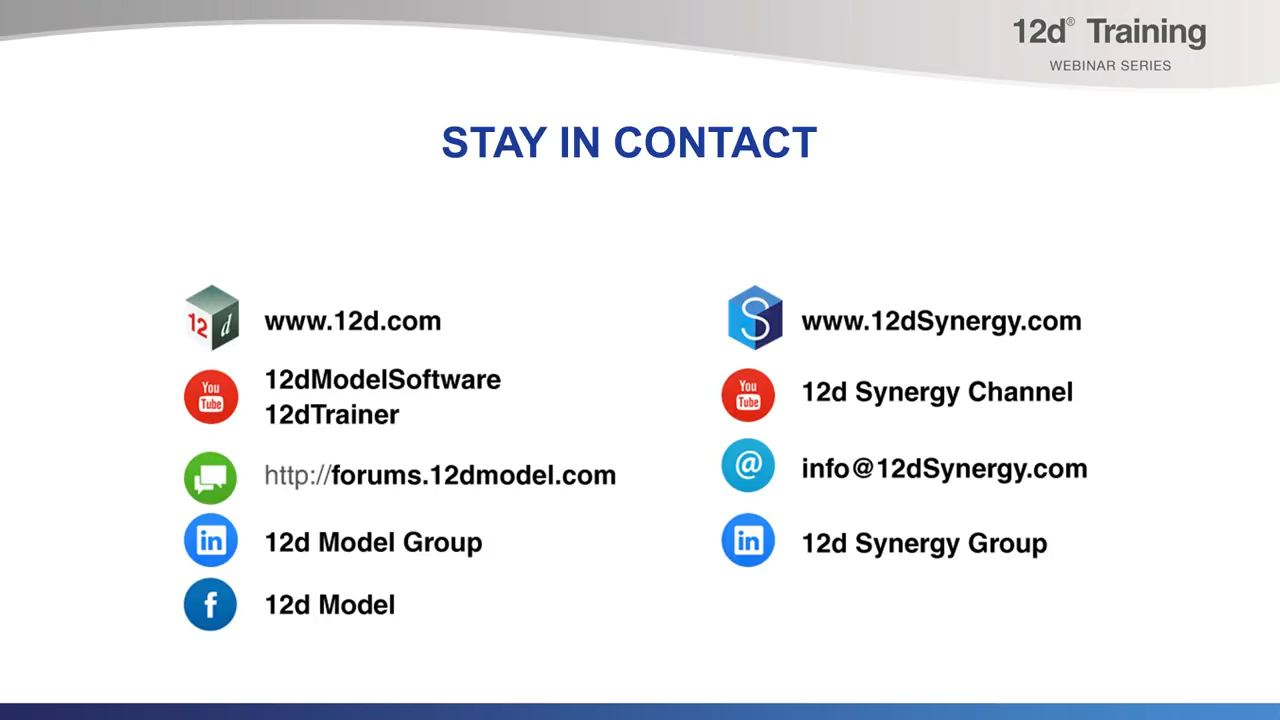 12d® Training
WEBINAR SERIES
STAY IN CONTACT
12 d
www.12d.com
You
Tube
12dModelSoftware
12dTrainer
http://forums.12dmodel.com
in
12d Model Group
f
12d Model
S
www.12dSynergy.com
You
Tube
12d Synergy Channel
@
info@12dSynergy.com
in
12d Synergy Group